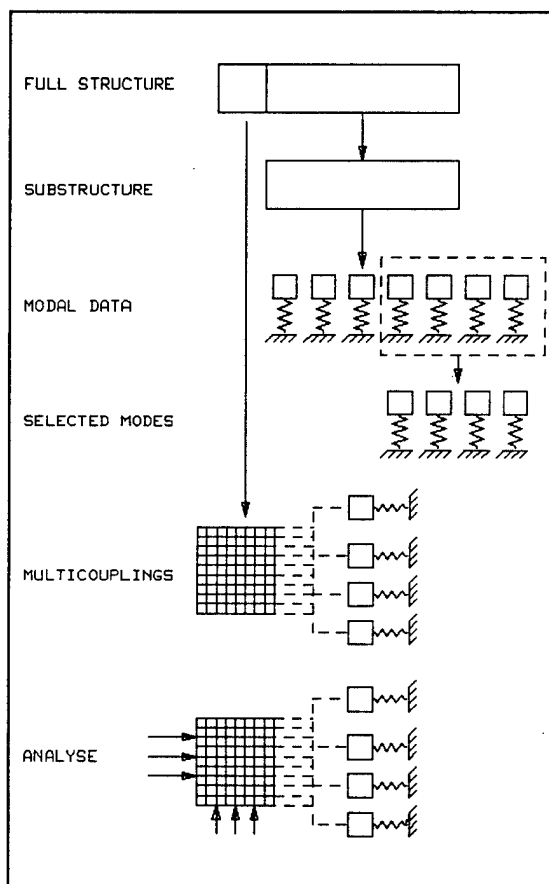 FULL STRUCTURE
SUBSTRUCTURE
MODAL DATA
SELECTED MODES
MULTICOUPLINGS
ANALYSE